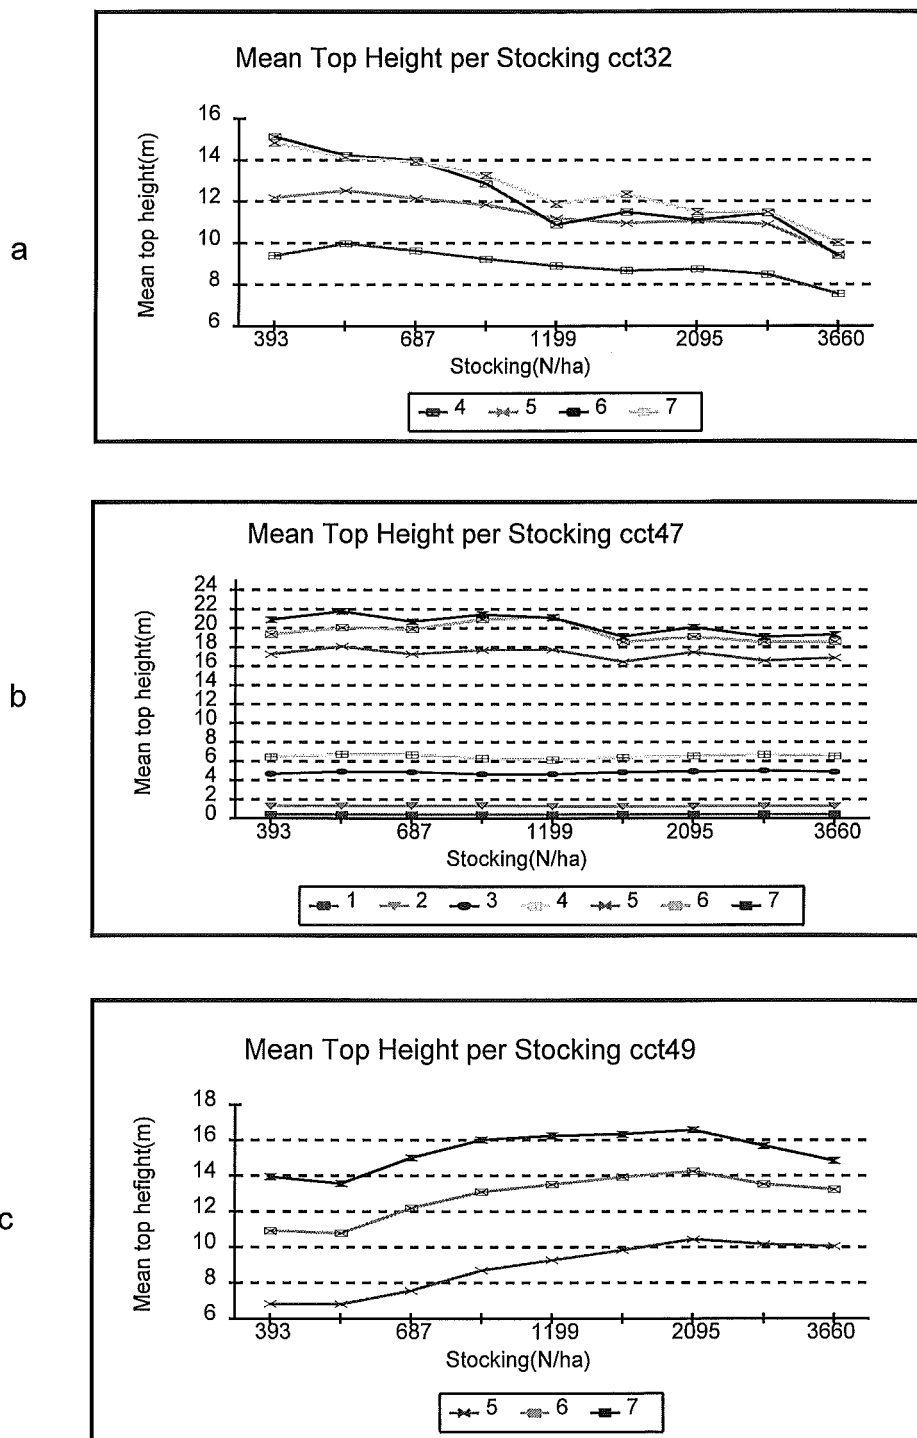 a
Mean Top Height per Stocking cct32
Mean top height(m)
16
14
12
10
8
6
393 687 1199 2095 3660
Stocking(N/ha)
4 5 6 7
b
Mean Top Height per Stocking cct47
Mean top height(m)
24
22
20
18
16
14
12
10
8
6
4
2
0
393 687 1199 2095 3660
Stocking(N/ha)
1 2 3 4 5 6 7
c
Mean Top Height per Stocking cct49
Mean top hefight(m)
18
16
14
12
10
8
6
393 687 1199 2095 3660
Stocking(N/ha)
5 6 7